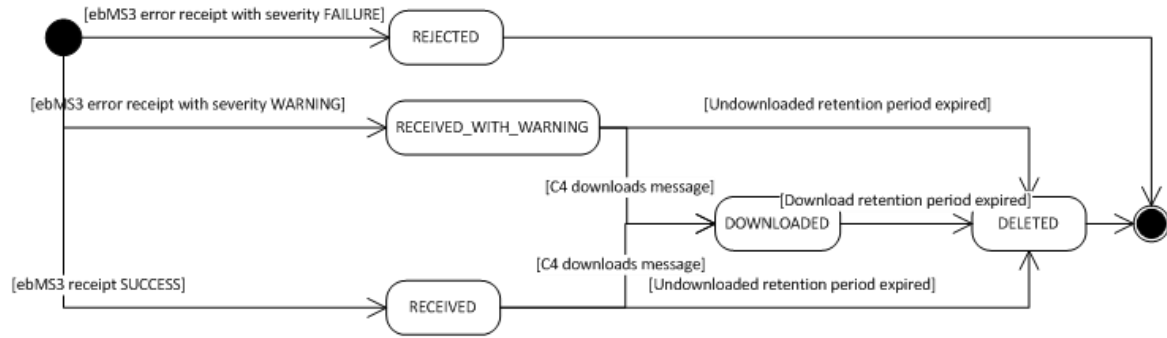 [ebMS3 error receipt with severity FAILURE]
REJECTED
[ebMS3 error receipt with severity WARNING]
RECEIVED_WITH_WARNING
[Undownloaded retention period expired]
[C4 downloads message]
[Download retention period expired]
DOWNLOADED
DELETED
[C4 downloads message]
[ebMS3 receipt SUCCESS]
[Undownloaded retention period expired]
RECEIVED